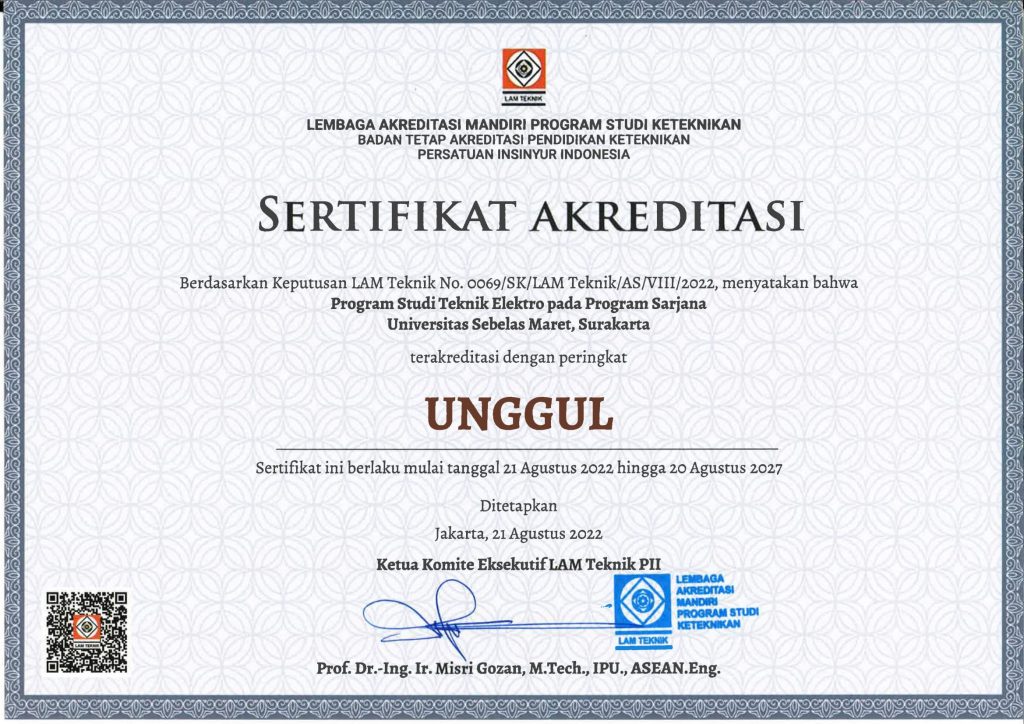 LAM TEKNIK
LEMBAGA AKREDITASI MANDIRI PROGRAM STUDI KETEKNIKAN
BADAN TETAP AKREDITASI PENDIDIKAN KETEKNIKAN
PERSATUAN INSINYUR INDONESIA
SERTIFIKAT AKREDITASI
Berdasarkan Keputusan LAM Teknik No. 0069/SK/LAM Teknik/AS/VIII/2022, menyatakan bahwa
Program Studi Teknik Elektro pada Program Sarjana
Universitas Sebelas Maret, Surakarta
terakreditasi dengan peringkat
UNGGUL
Sertifikat ini berlaku mulai tanggal 21 Agustus 2022 hingga 20 Agustus 2027
Ditetapkan
Jakarta, 21 Agustus 2022
Ketua Komite Eksekutif LAM Teknik PII
LEMBAGA
AKREDITASI
MANDIRI
PROGRAM STUDI
KETEKNIKAN
LAM TEKNIK
LAM TEKNIK
Prof. Dr.-Ing. Ir. Misri Gozan, M.Tech., IPU., ASEAN.Eng.